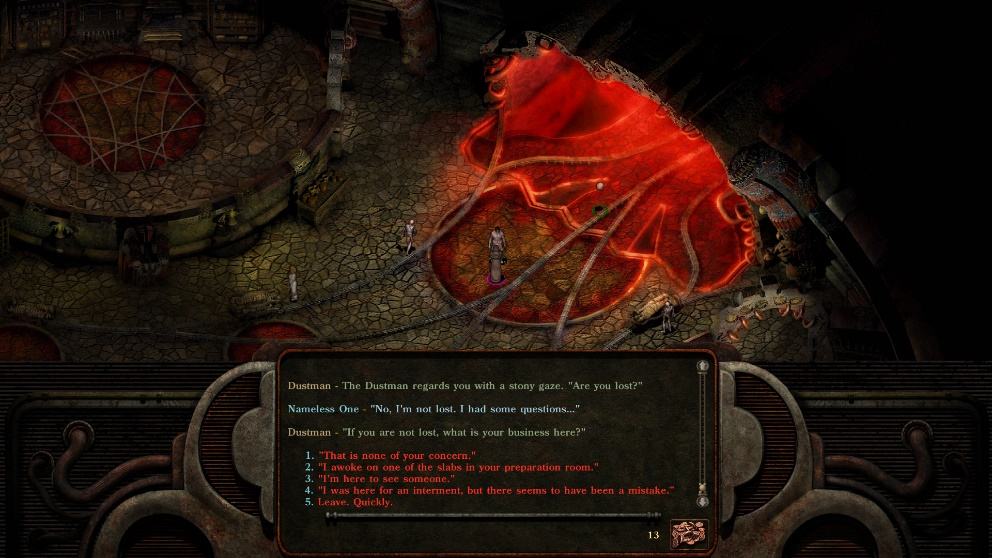 Dustman - The Dustman regards you with a stony gaze. "Are you lost?"
Nameless One - "No, I'm not lost. I had some questions..."
Dustman - "If you are not lost, what is your business here?"
1. "That is none of your concern."
2. "I awoke on one of the slabs in your preparation room."
3. "I'm here to see someone."
4. "I was here for an interment, but there seems to have been a mistake."
5. Leave. Quickly.
13